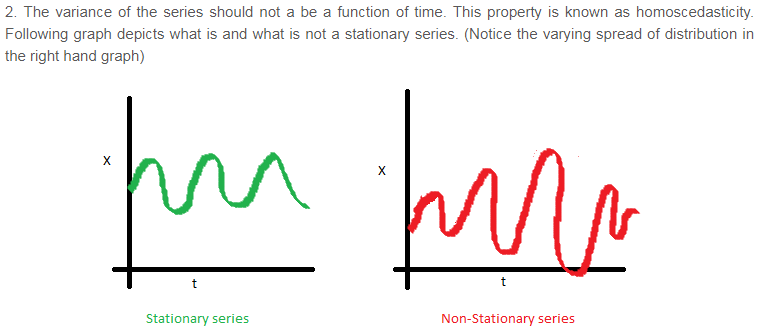 2. The variance of the series should not a be a function of time. This property is known as homoscedasticity.
Following graph depicts what is and what is not a stationary series. (Notice the varying spread of distribution in
the right hand graph)
X
X
t
t
Stationary series
Non-Stationary series